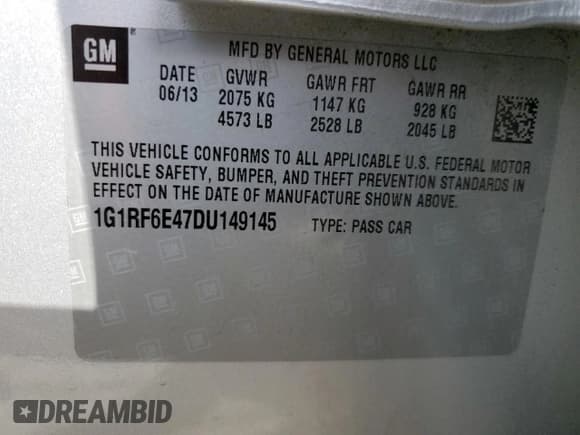 GM
MFD BY GENERAL MOTORS LLC
DATE GVWR GAWR FRT GAWR RR
06/13 2075 KG 1147 KG 928 KG
4573 LB 2528 LB 2045 LB
THIS VEHICLE CONFORMS TO ALL APPLICABLE U.S. FEDERAL MOTOR
VEHICLE SAFETY, BUMPER, AND THEFT PREVENTION STANDARDS IN
EFFECT ON THE DATE OF MANUFACTURE SHOWN ABOVE.
1G1RF6E47DU149145 TYPE: PASS CAR
DREAMBID